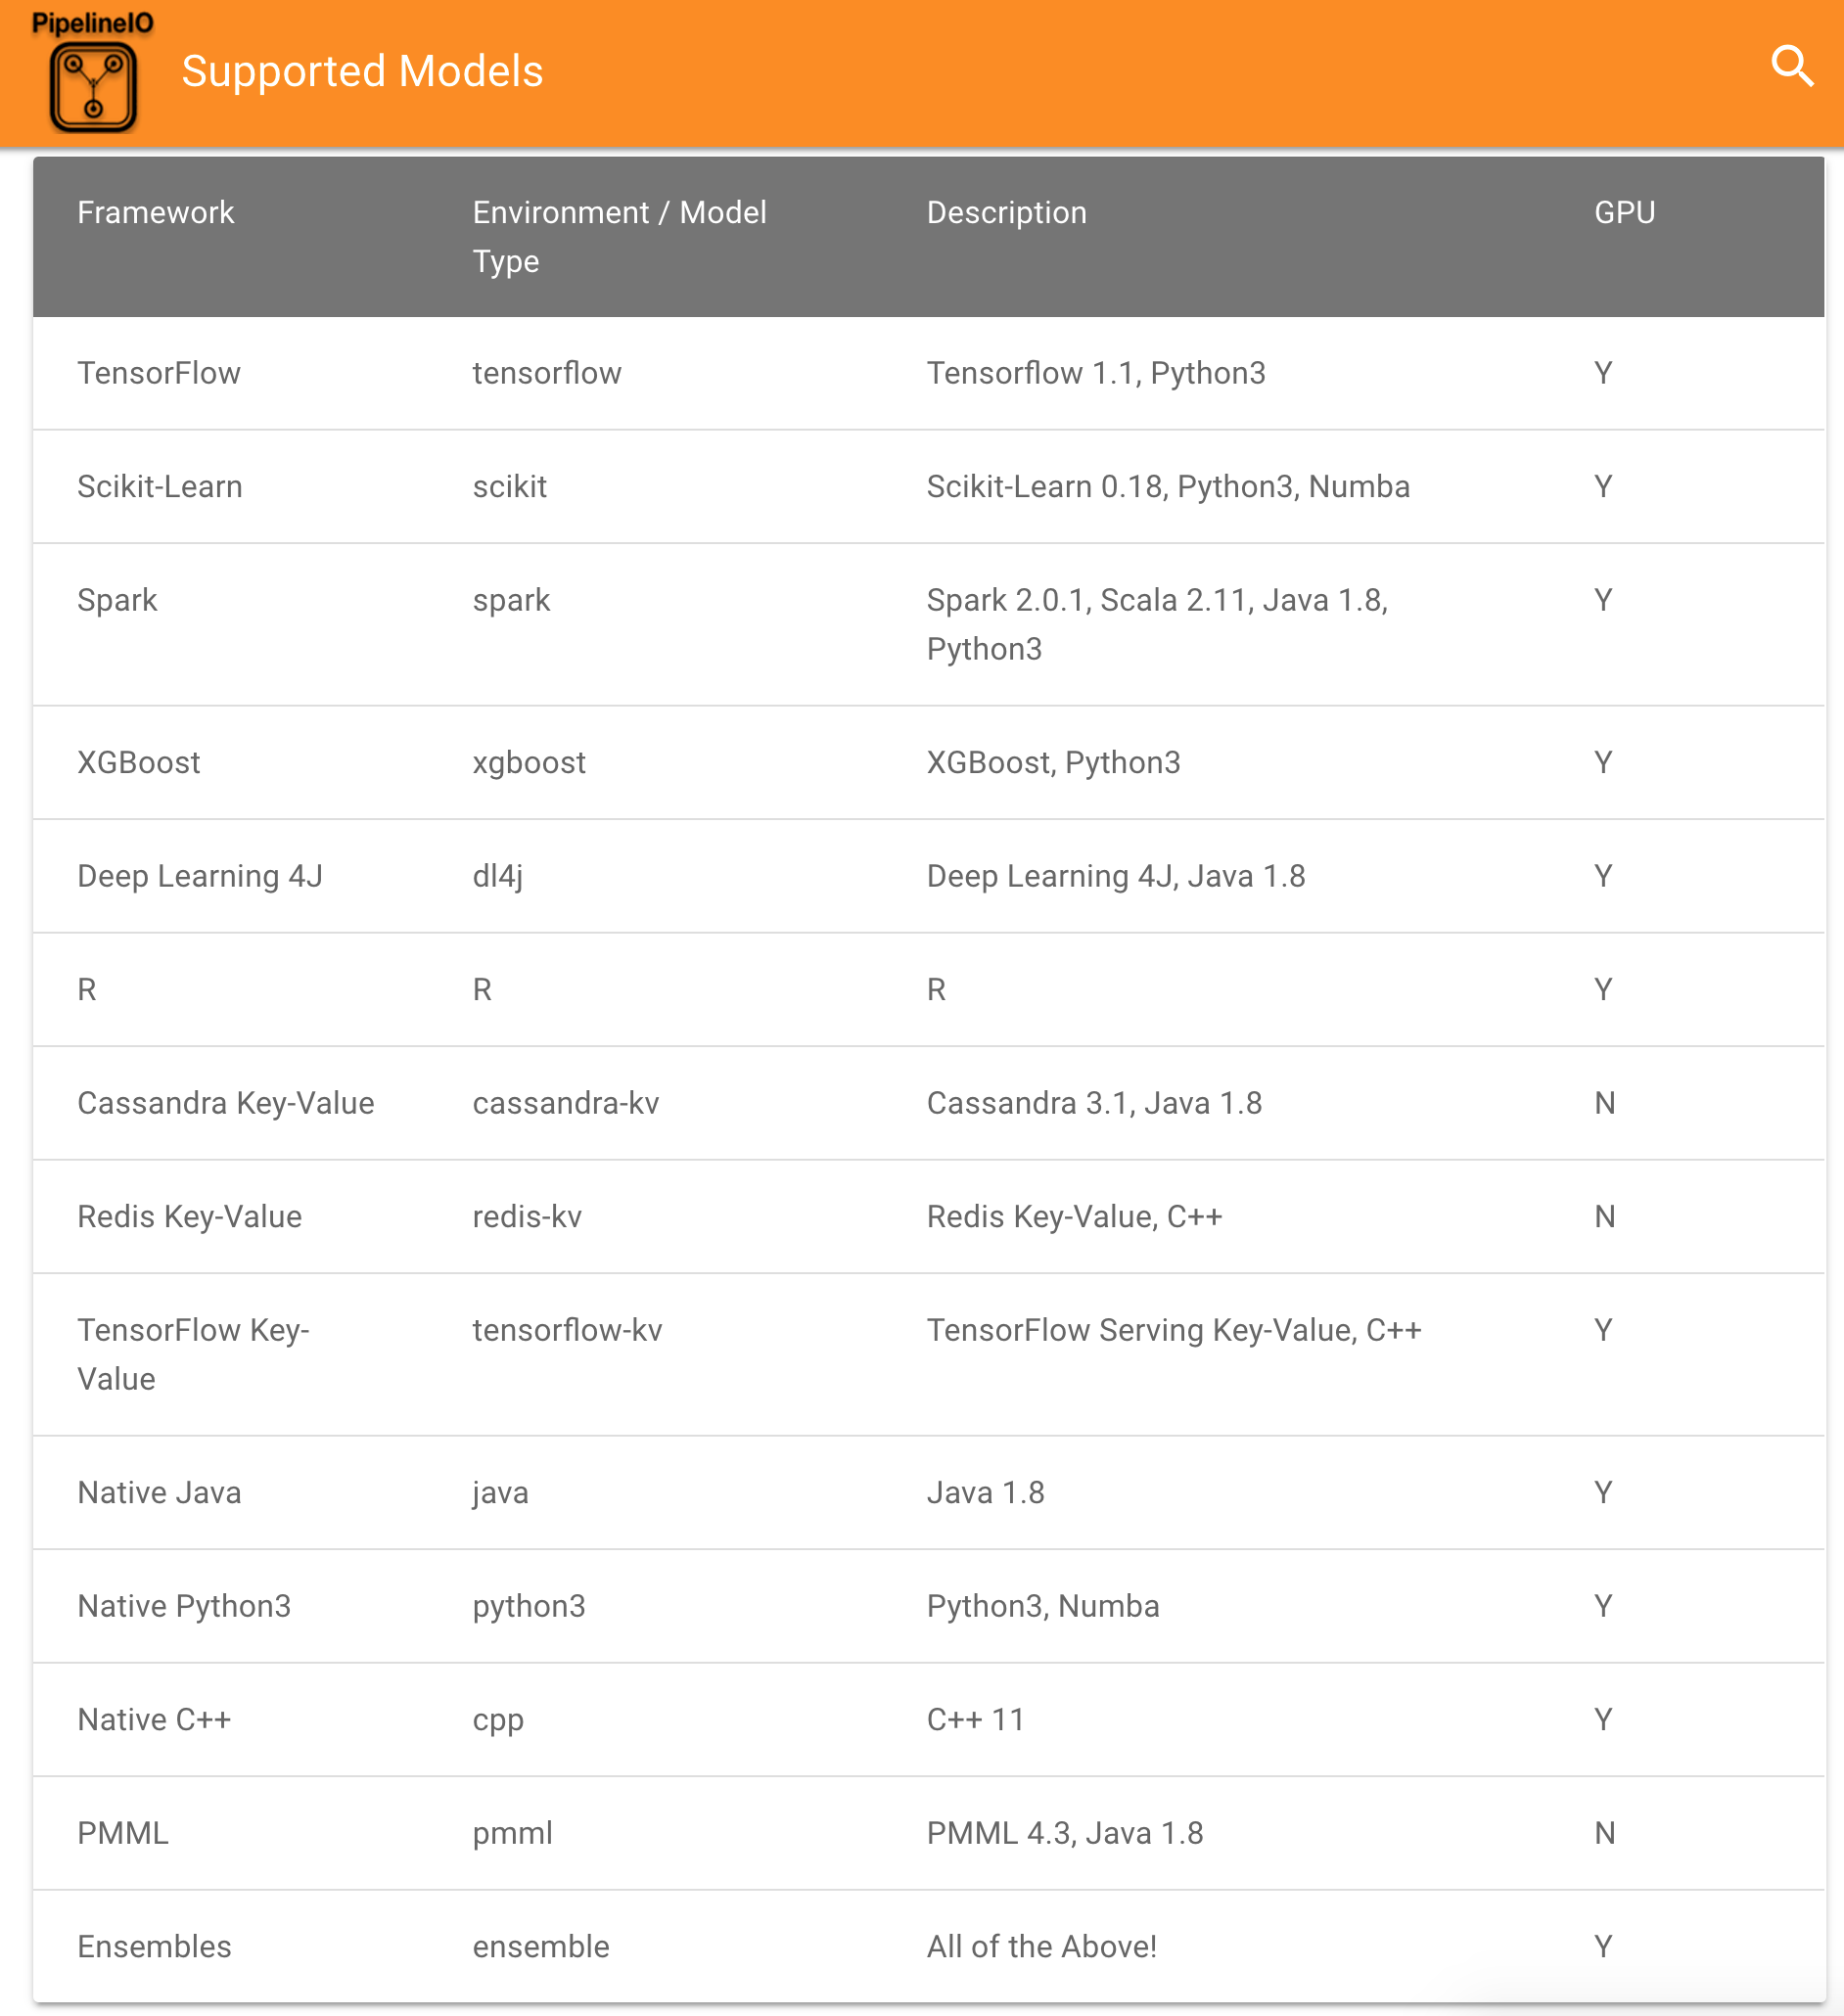 PipelineIO
Supported Models
Framework Environment / Model Description GPU
Type
TensorFlow tensorflow Tensorflow 1.1, Python3 Y
Scikit-Learn scikit Scikit-Learn 0.18, Python3, Numba Y
Spark spark Spark 2.0.1, Scala 2.11, Java 1.8, Y
Python3
XGBoost xgboost XGBoost, Python3 Y
Deep Learning 4J dl4j Deep Learning 4J, Java 1.8 Y
R R R Y
Cassandra Key-Value cassandra-kv Cassandra 3.1, Java 1.8 N
Redis Key-Value redis-kv Redis Key-Value, C++ N
TensorFlow Key- tensorflow-kv TensorFlow Serving Key-Value, C++ Y
Value
Native Java java Java 1.8 Y
Native Python3 python3 Python3, Numba Y
Native C++ cpp C++ 11 Y
PMML pmml PMML 4.3, Java 1.8 N
Ensembles ensemble All of the Above! Y